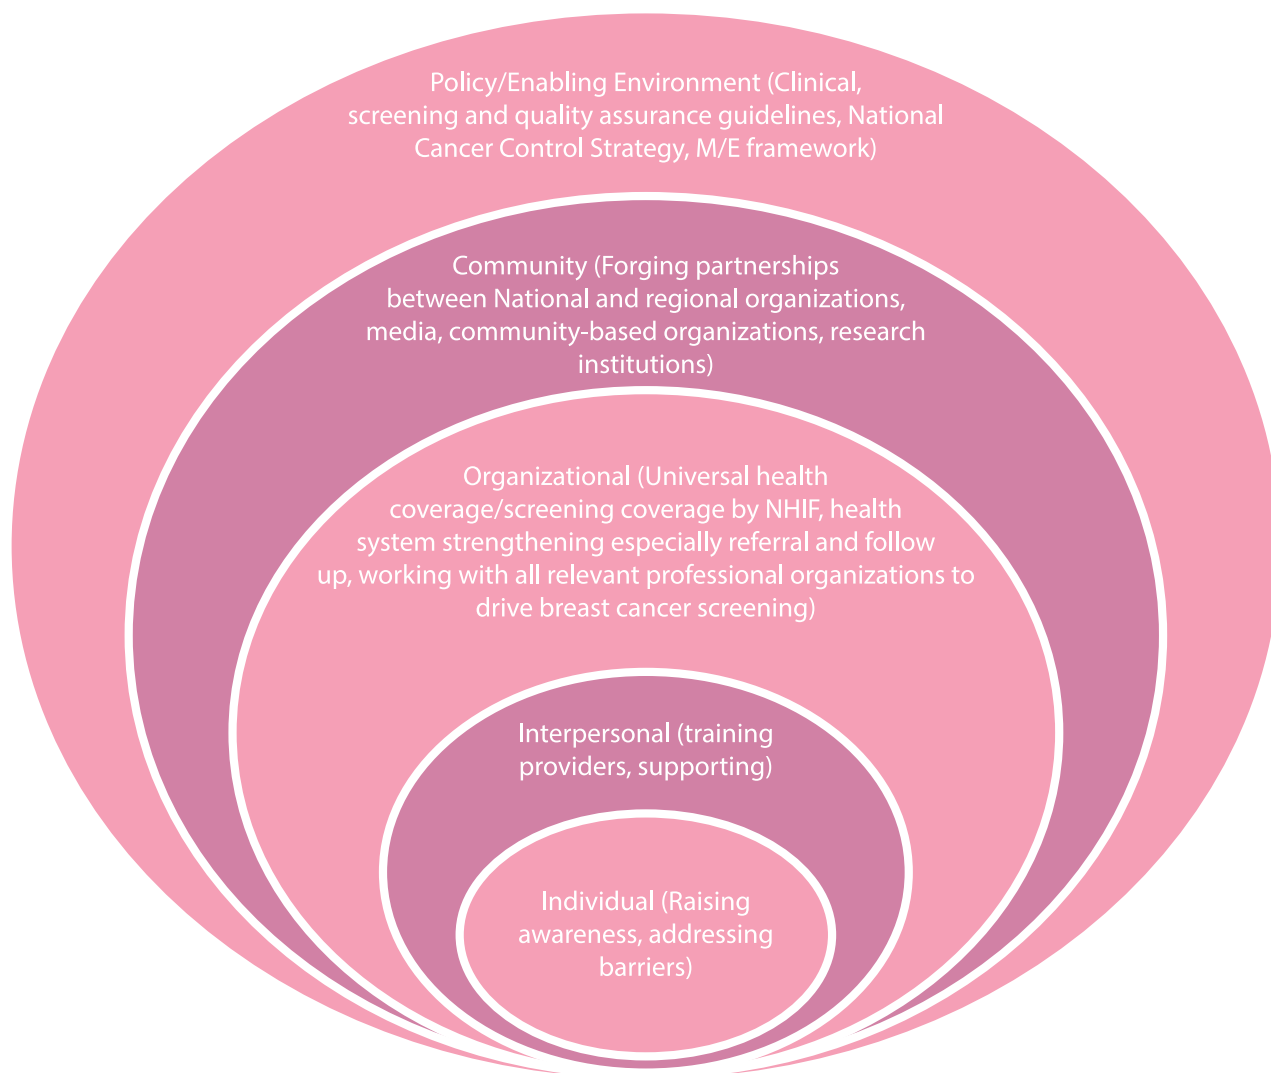 Policy/Enabling Environment (Clinical,
screening and quality assurance guidelines, National
Cancer Control Strategy, M/E framework)
Community (Forging partnerships
between National and regional organizations,
media, community-based organizations, research
institutions)
Organizational (Universal health
coverage/screening coverage by NHIF, health
system strengthening especially referral and follow
up, working with all relevant professional organizations to
drive breast cancer screening)
Interpersonal (training
providers, supporting)
Individual (Raising
awareness, addressing
barriers)